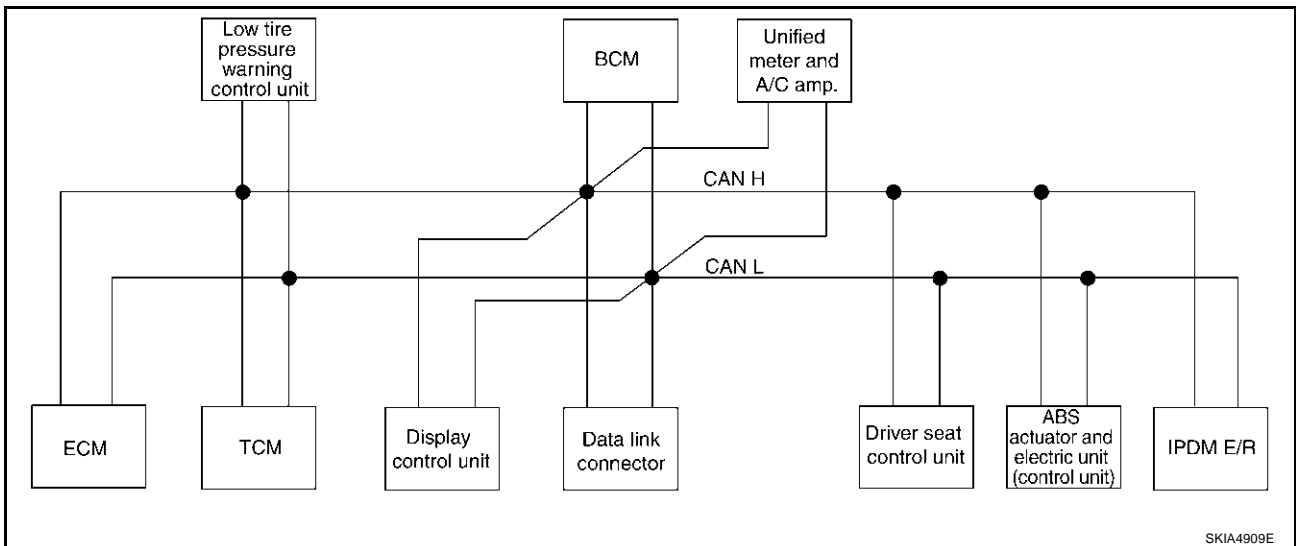 Low tire
pressure
warning
control unit
BCM
Unified
meter and
A/C amp.
CAN H
CAN L
ECM
TCM
Display
control unit
Data link
connector
Driver seat
control unit
ABS
actuator and
electric unit
(control unit)
IPDM E/R
SKIA4909E